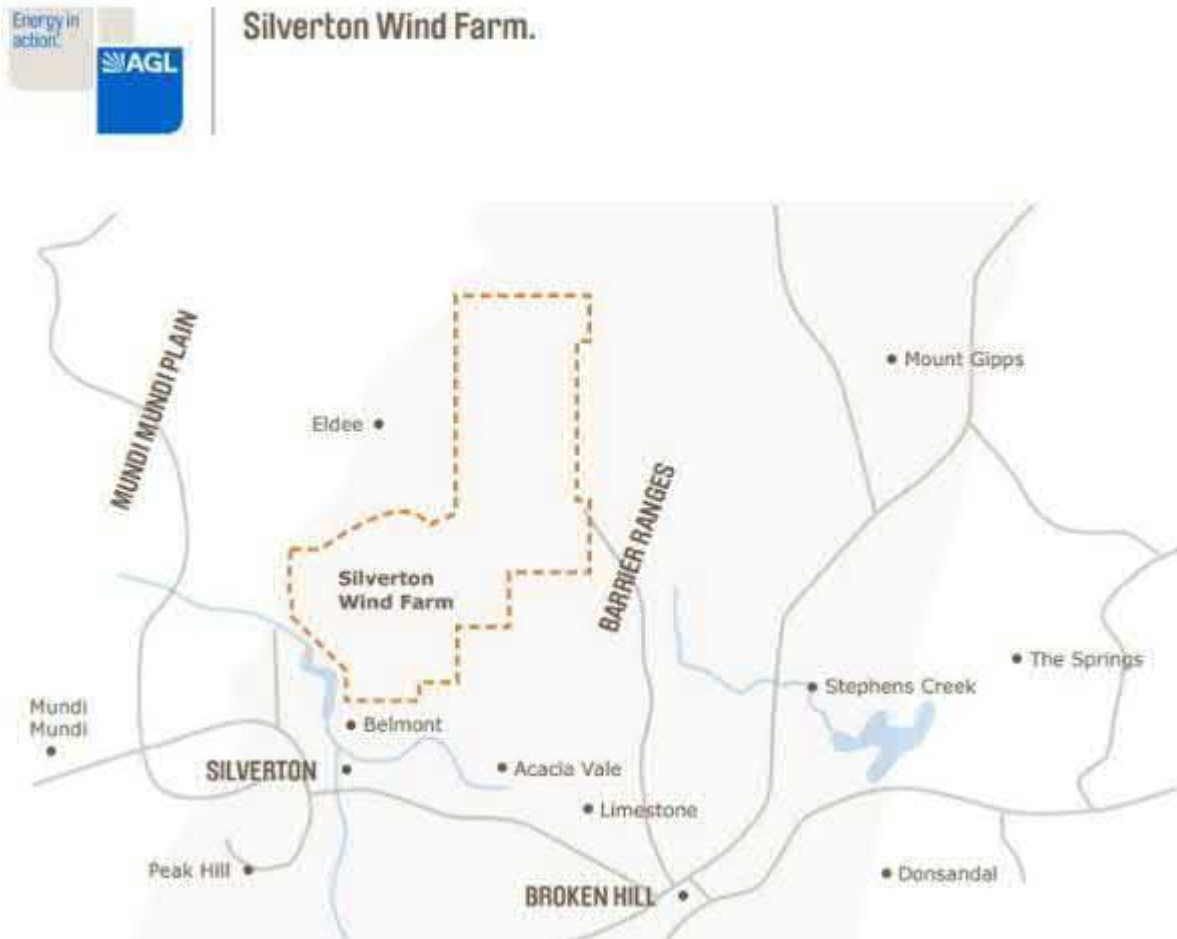 Energy in
action.
AGL
Silverton Wind Farm.
MUNDI MUNDI PLAIN
Mount Gipps
Eldee
BARRIER RANGES
Silverton
Wind Farm
The Springs
Stephens Creek
Mundi
Mundi
Belmont
SILVERTON
Acacia Vale
Limestone
Peak Hill
Donsandal
BROKEN HILL